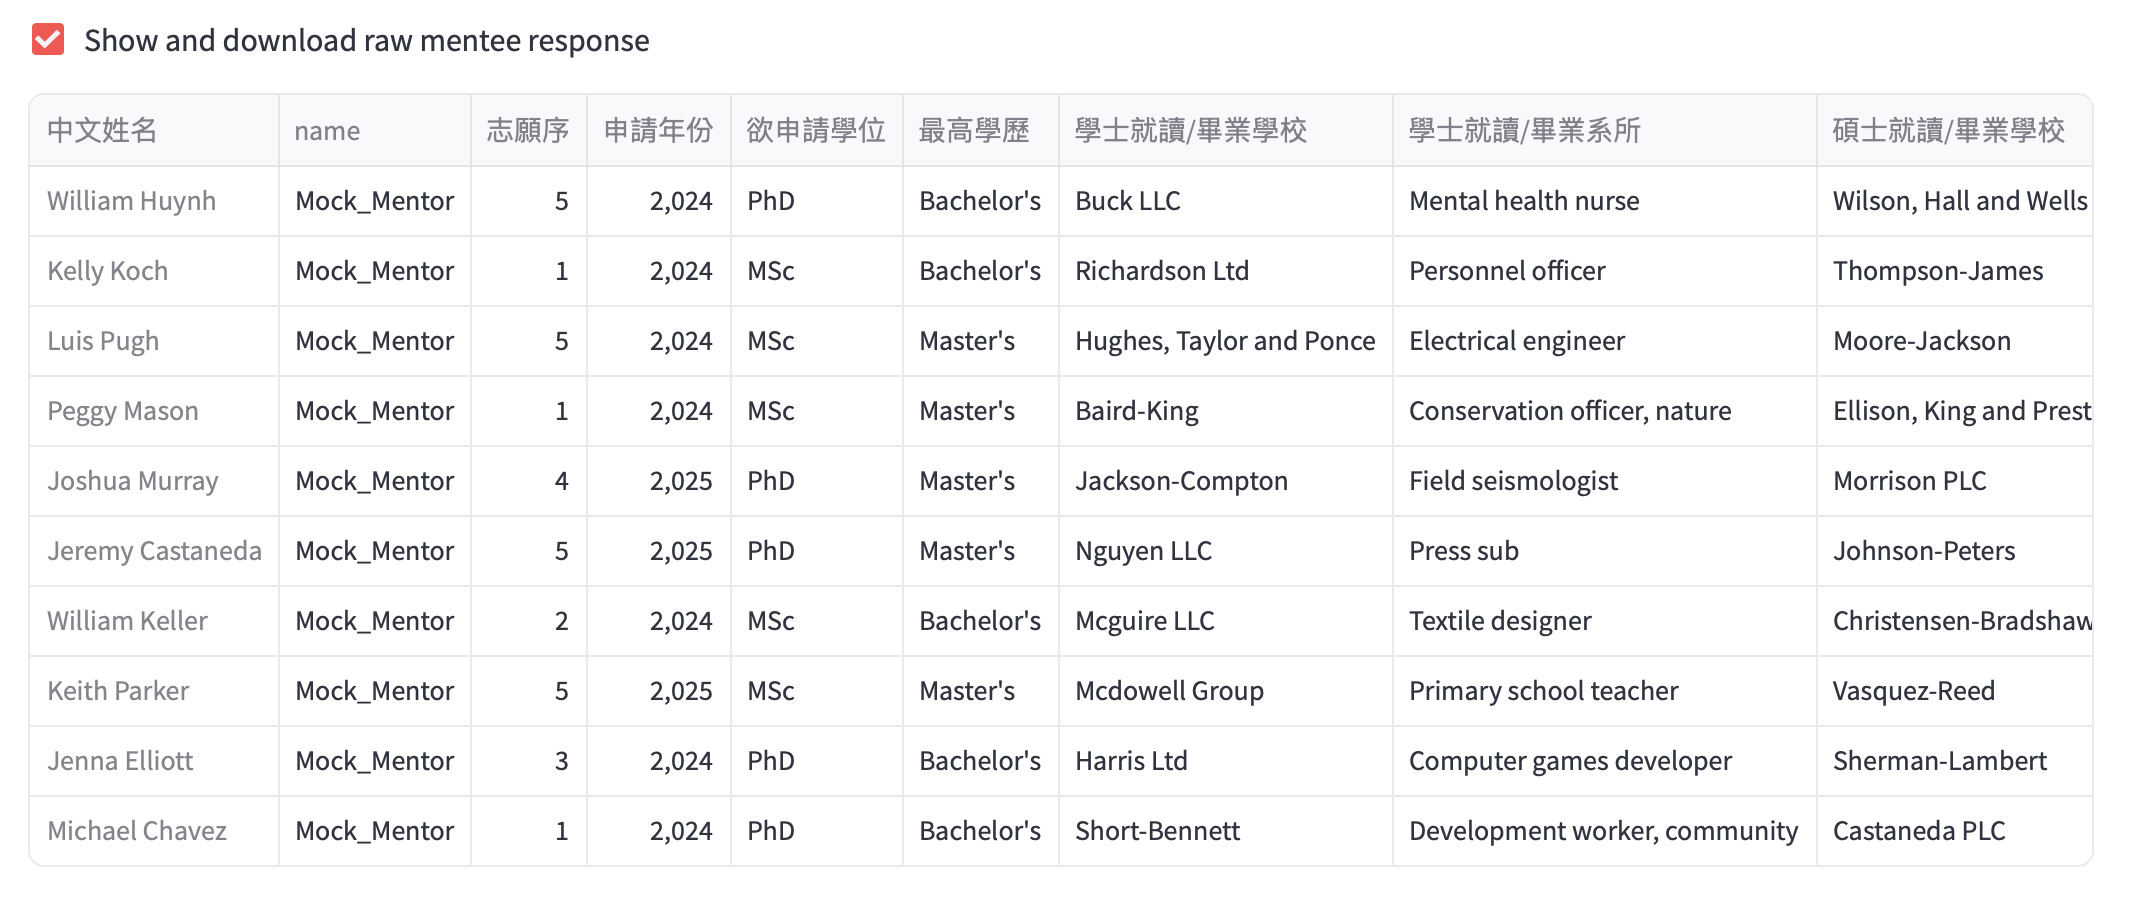 Show and download raw mentee response
中文姓名 name 志願序 申請年份 欲申請學位 最高學歷 學士就讀/畢業學校 學士就讀/畢業系所 碩士就讀/畢業學校
William Huynh Mock_Mentor 5 2,024 PhD Bachelor's Buck LLC Mental health nurse Wilson, Hall and Wells
Kelly Koch Mock_Mentor 1 2,024 MSc Bachelor's Richardson Ltd Personnel officer Thompson-James
Luis Pugh Mock_Mentor 5 2,024 MSc Master's Hughes, Taylor and Ponce Electrical engineer Moore-Jackson
Peggy Mason Mock_Mentor 1 2,024 MSc Master's Baird-King Conservation officer, nature Ellison, King and Prest
Joshua Murray Mock_Mentor 4 2,025 PhD Master's Jackson-Compton Field seismologist Morrison PLC
Jeremy Castaneda Mock_Mentor 5 2,025 PhD Master's Nguyen LLC Press sub Johnson-Peters
William Keller Mock_Mentor 2 2,024 MSc Bachelor's Mcguire LLC Textile designer Christensen-Bradshaw
Keith Parker Mock_Mentor 5 2,025 MSc Master's Mcdowell Group Primary school teacher Vasquez-Reed
Jenna Elliott Mock_Mentor 3 2,024 PhD Bachelor's Harris Ltd Computer games developer Sherman-Lambert
Michael Chavez Mock_Mentor 1 2,024 PhD Bachelor's Short-Bennett Development worker, community Castaneda PLC